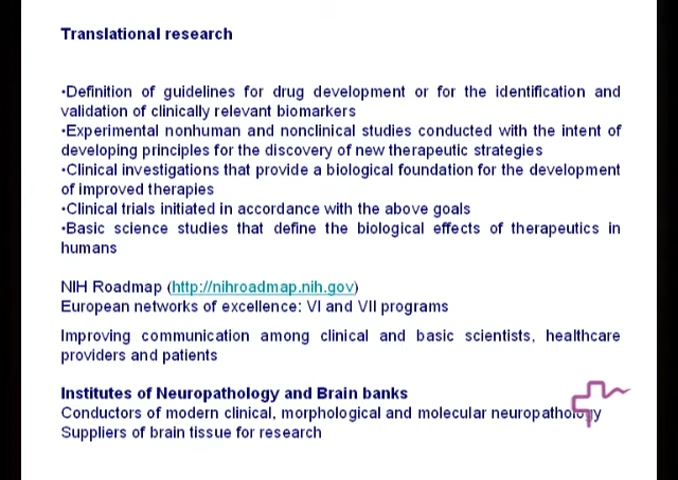 Translational research
•Definition of guidelines for drug development or for the identification and
validation of clinically relevant biomarkers
•Experimental nonhuman and nonclinical studies conducted with the intent of
developing principles for the discovery of new therapeutic strategies
•Clinical investigations that provide a biological foundation for the development
of improved therapies
•Clinical trials initiated in accordance with the above goals
•Basic science studies that define the biological effects of therapeutics in
humans
NIH Roadmap (http://nihroadmap.nih.gov)
European networks of excellence: VI and VII programs
Improving communication among clinical and basic scientists, healthcare
providers and patients
Institutes of Neuropathology and Brain banks
Conductors of modern clinical, morphological and molecular neuropathology
Suppliers of brain tissue for research